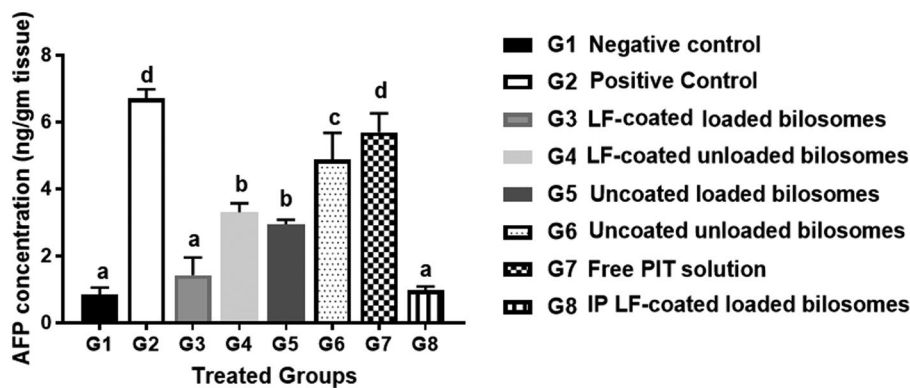 AFP concentration (ng/gm tissue)
8
6
4
2
0
a
d
a
b
b
c
d
a
G1 G2 G3 G4 G5 G6 G7 G8
Treated Groups
G1 Negative control
G2 Positive Control
G3 LF-coated loaded bilosomes
G4 LF-coated unloaded bilosomes
G5 Uncoated loaded bilosomes
G6 Uncoated unloaded bilosomes
G7 Free PIT solution
G8 IP LF-coated loaded bilosomes